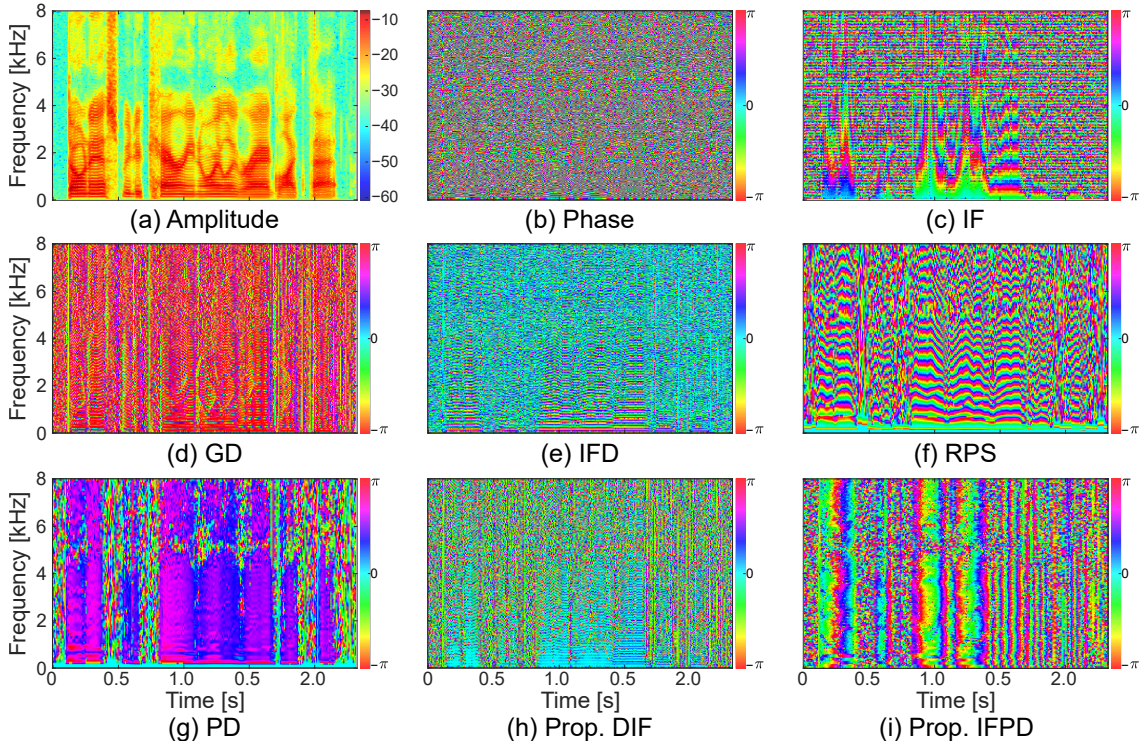 Frequency [kHz]
8
6
4
2
0
−10
−20
−30
−40
−50
−60
(a) Amplitude
π
0
−π
(b) Phase
π
0
−π
(c) IF
Frequency [kHz]
8
6
4
2
0
π
0
−π
(d) GD
π
0
−π
(e) IFD
π
0
−π
(f) RPS
Frequency [kHz]
8
6
4
2
0
π
0
−π
0 0.5 1.0 0.5 2.0
Time [s]
(g) PD
π
0
−π
0 0.5 1.0 0.5 2.0
Time [s]
(h) Prop. DIF
π
0
−π
0 0.5 1.0 0.5 2.0
Time [s]
(i) Prop. IFPD